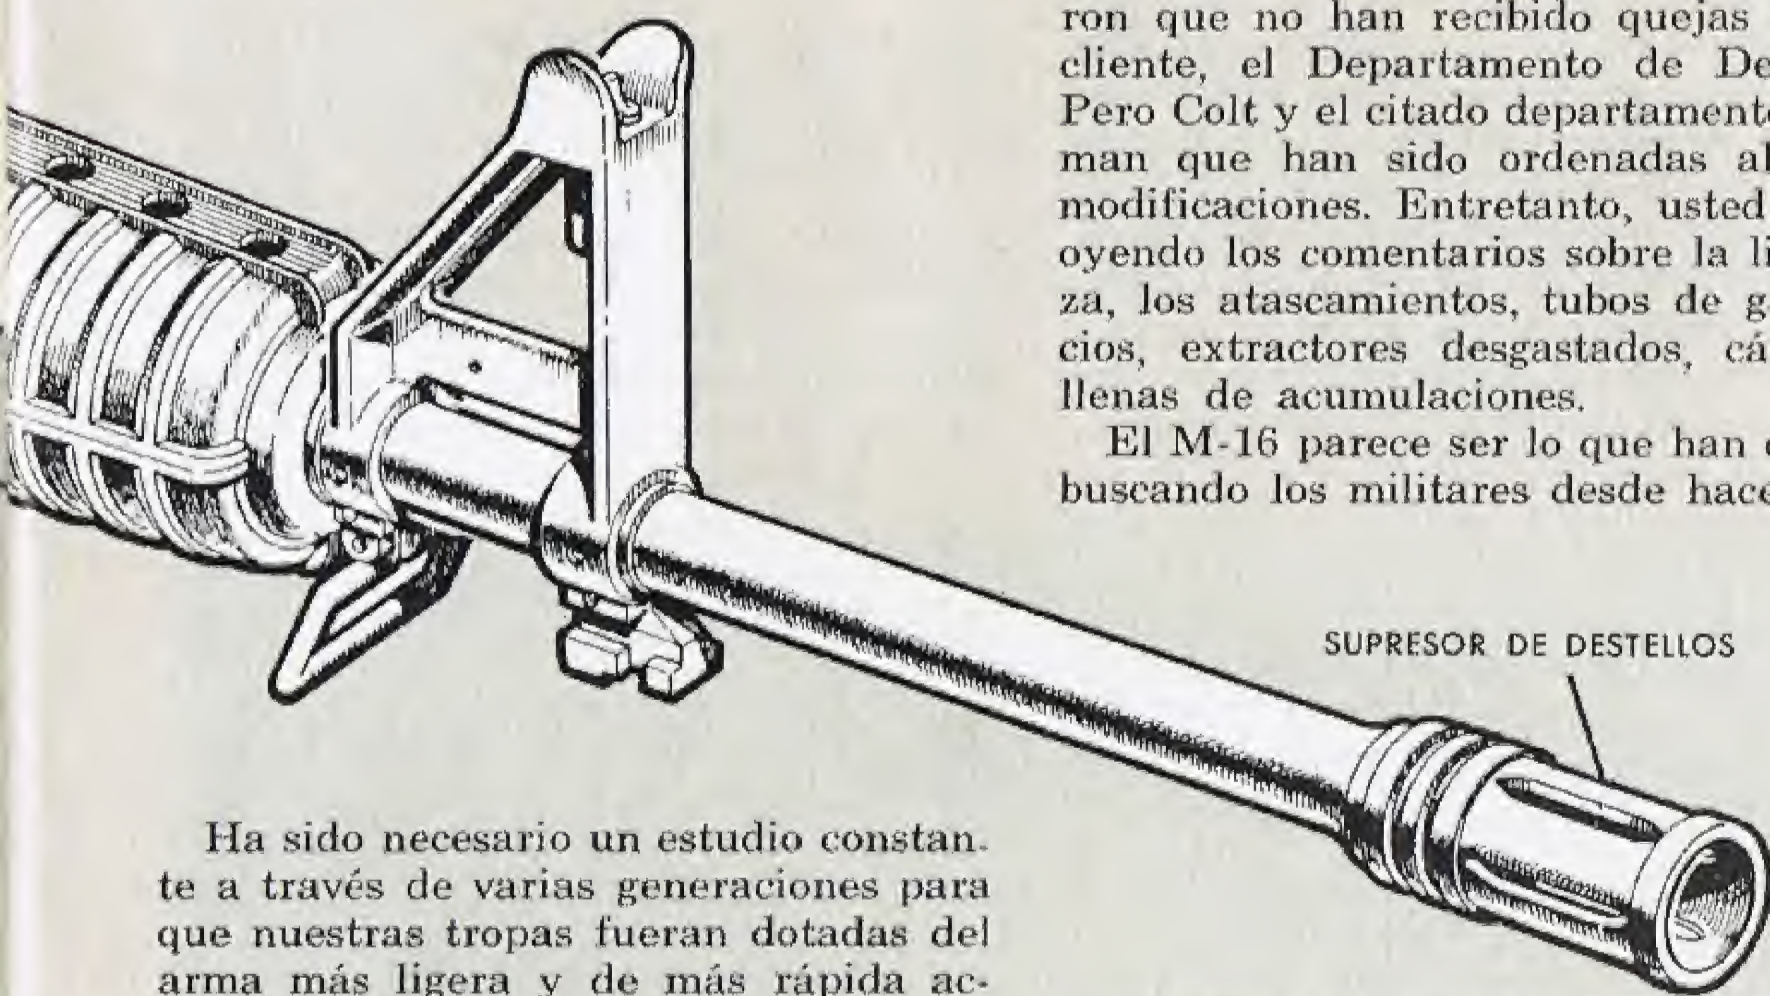 ron que no han recibido quejas
cliente, el Departamento de De
Pero Colt y el citado departament
man que han sido ordenadas al
modificaciones. Entretanto, usted
oyendo los comentarios sobre la li
za, los atascamientos, tubos de g
cios, extractores desgastados, cá
llenas de acumulaciones.
El M-16 parece ser lo que han
buscando los militares desde hace
SUPRESOR DE DESTELLOS
Ha sido necesario un estudio constan-
te a través de varias generaciones para
que nuestras tropas fueran dotadas del
arma más ligera y de más rápida ac-